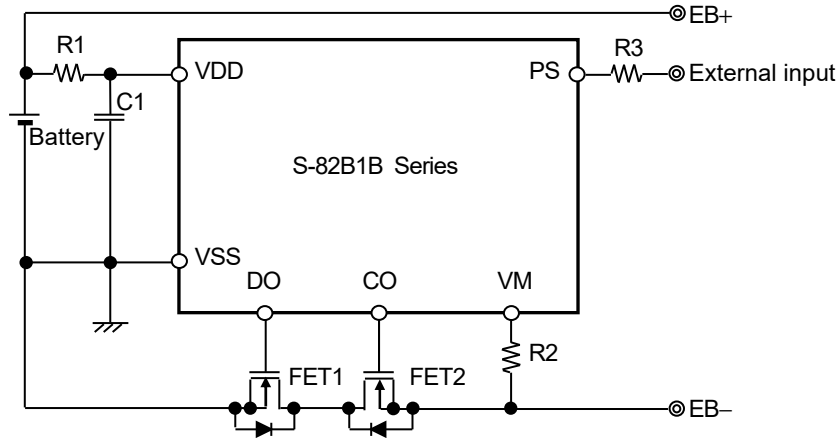 EB+
R1
VDD
PS
R3
External input
C1
Battery
S-82B1B Series
VSS
DO
CO
VM
R2
FET1
FET2
EB−